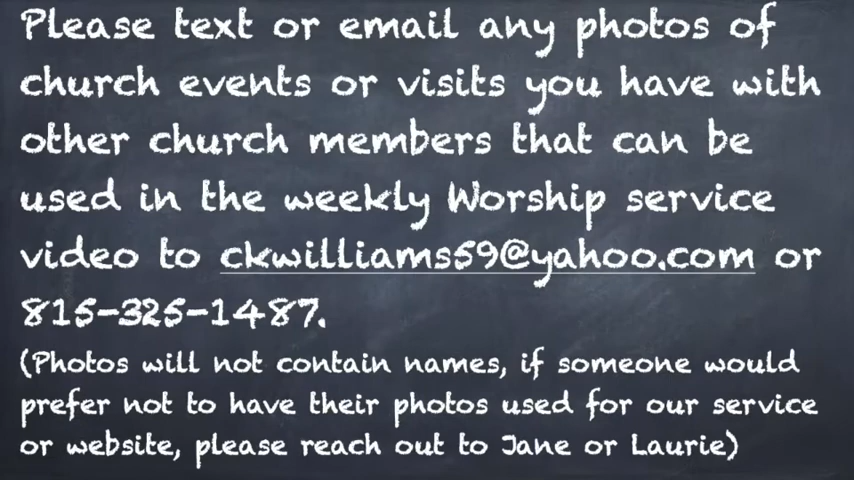 Please text or email any photos of
church events or visits you have with
other church members that can be
used in the weekly Worship service
video to ckwilliams59@yahoo.com or
815-325-1487.
(Photos will not contain names, if someone would
prefer not to have their photos used for our service
or website, please reach out to Jane or Laurie)